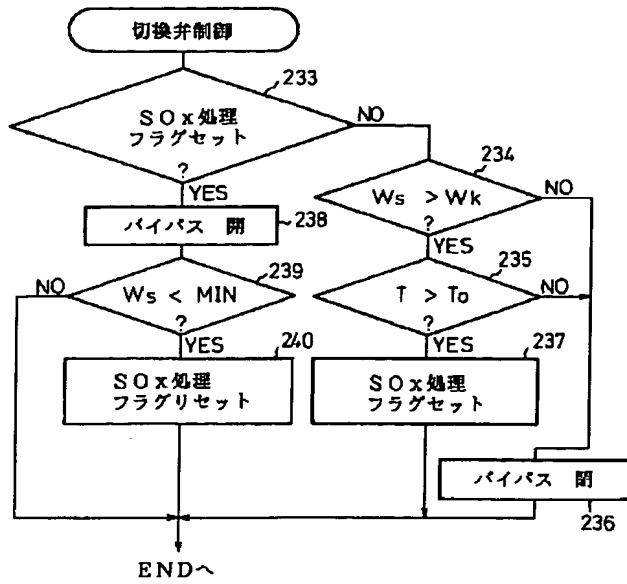 切換弁制御
233
SOx処理
フラグセット
?
NO
YES
234
Ws > Wk
?
NO
YES
バイパス 開
238
239
NO
Ws < MIN
?
YES
235
T > To
?
NO
YES
240
SOx処理
フラグリセット
237
SOx処理
フラグセット
バイパス 閉
236
ENDへ